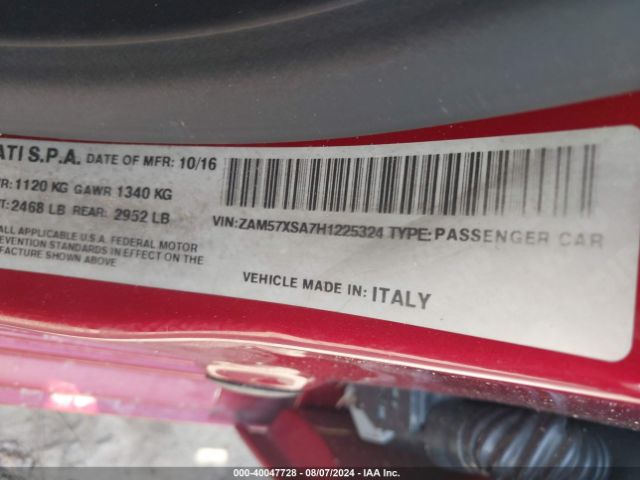 ATI S.P.A. DATE OF MFR: 10/16
R: 1120 KG GAWR 1340 KG
T: 2468 LB REAR: 2952 LB
VIN: ZAM57XSA7H1225324 TYPE: PASSENGER CAR
ALL APPLICABLE U.S.A. FEDERAL MOTOR
EVENTION STANDARDS IN EFFECT ON THE
FACTURE SHOWN ABOVE
VEHICLE MADE IN: ITALY
000-40047728 - 08/07/2024 - IAA Inc.